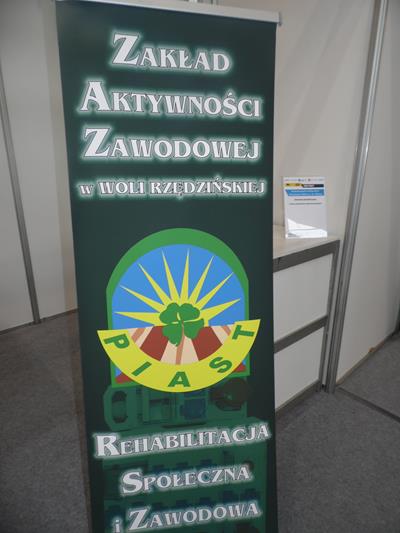 ZAKŁAD
AKTYWNOŚCI
ZAWODOWEJ
W WOLI RZĘDZIŃSKIEJ
PIAST
REHABILITACJA
SPOŁECZNA
I ZAWODOWA